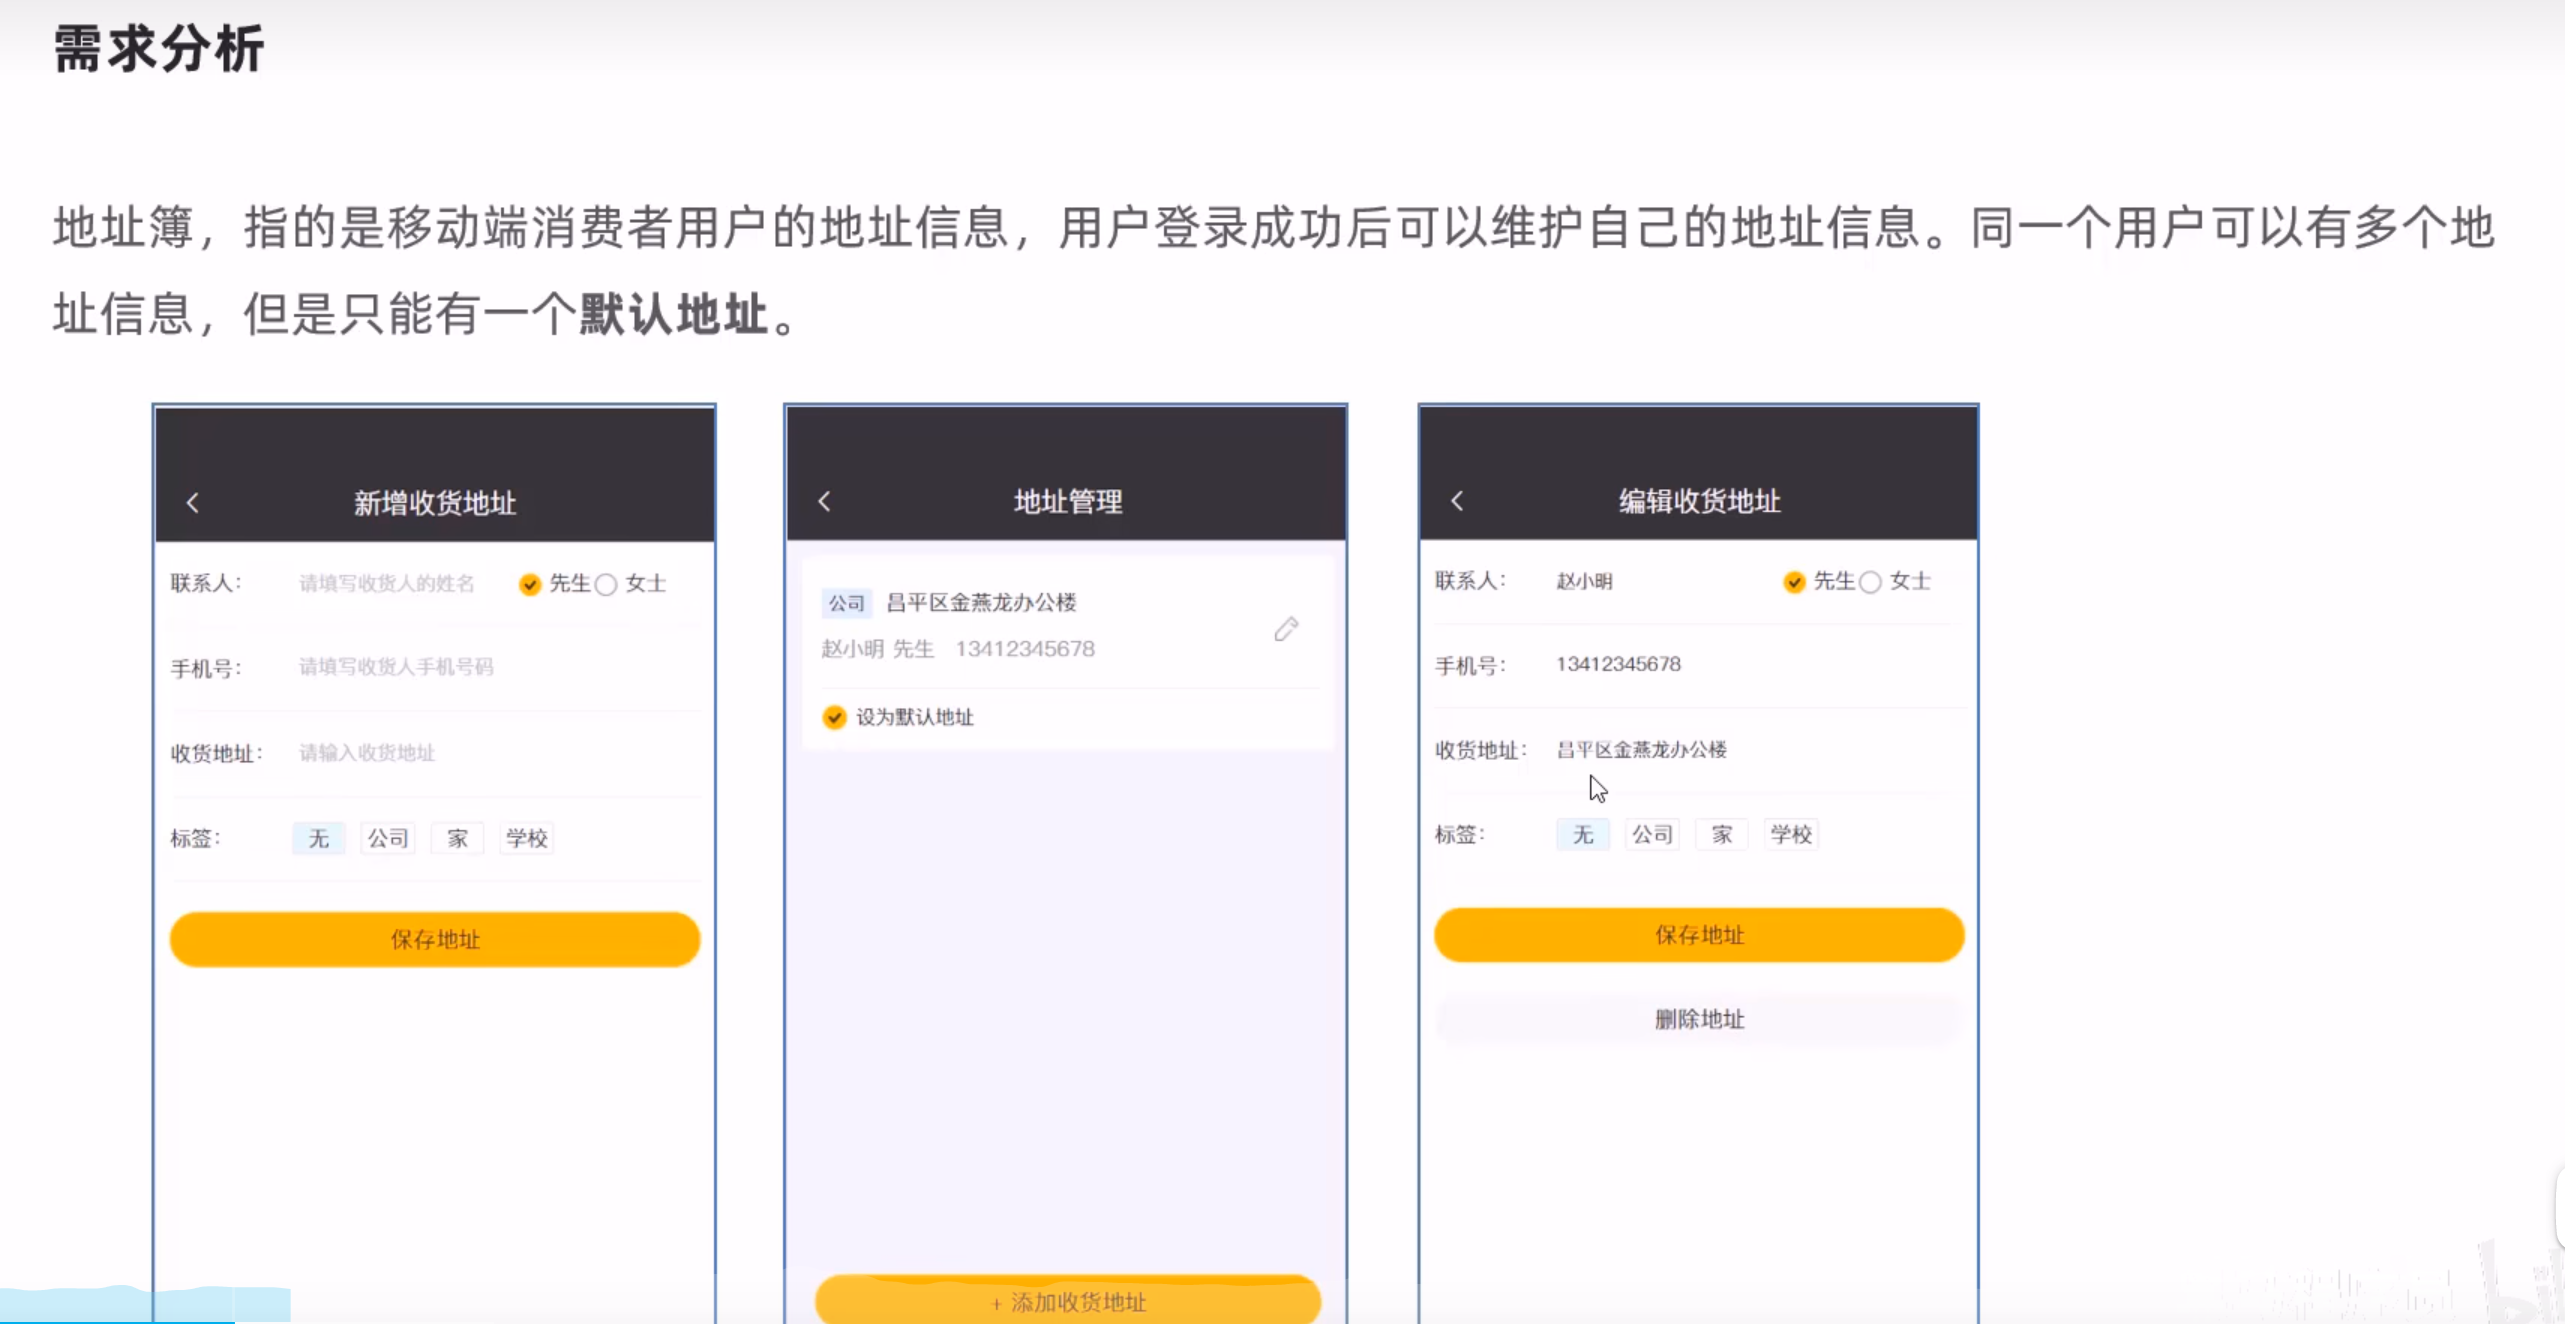 需求分析
地址簿，指的是移动端消费者用户的地址信息，用户登录成功后可以维护自己的地址信息。同一个用户可以有多个地
址信息，但是只能有一个默认地址。
新增收货地址
联系人： 请填写收货人的姓名 先生 女士
手机号： 请填写收货人手机号码
收货地址： 请输入收货地址
标签： 无 公司 家 学校
保存地址
地址管理
公司 昌平区金燕龙办公楼
赵小明 先生 13412345678
设为默认地址
+ 添加收货地址
编辑收货地址
联系人： 赵小明 先生 女士
手机号： 13412345678
收货地址： 昌平区金燕龙办公楼
标签： 无 公司 家 学校
保存地址
删除地址